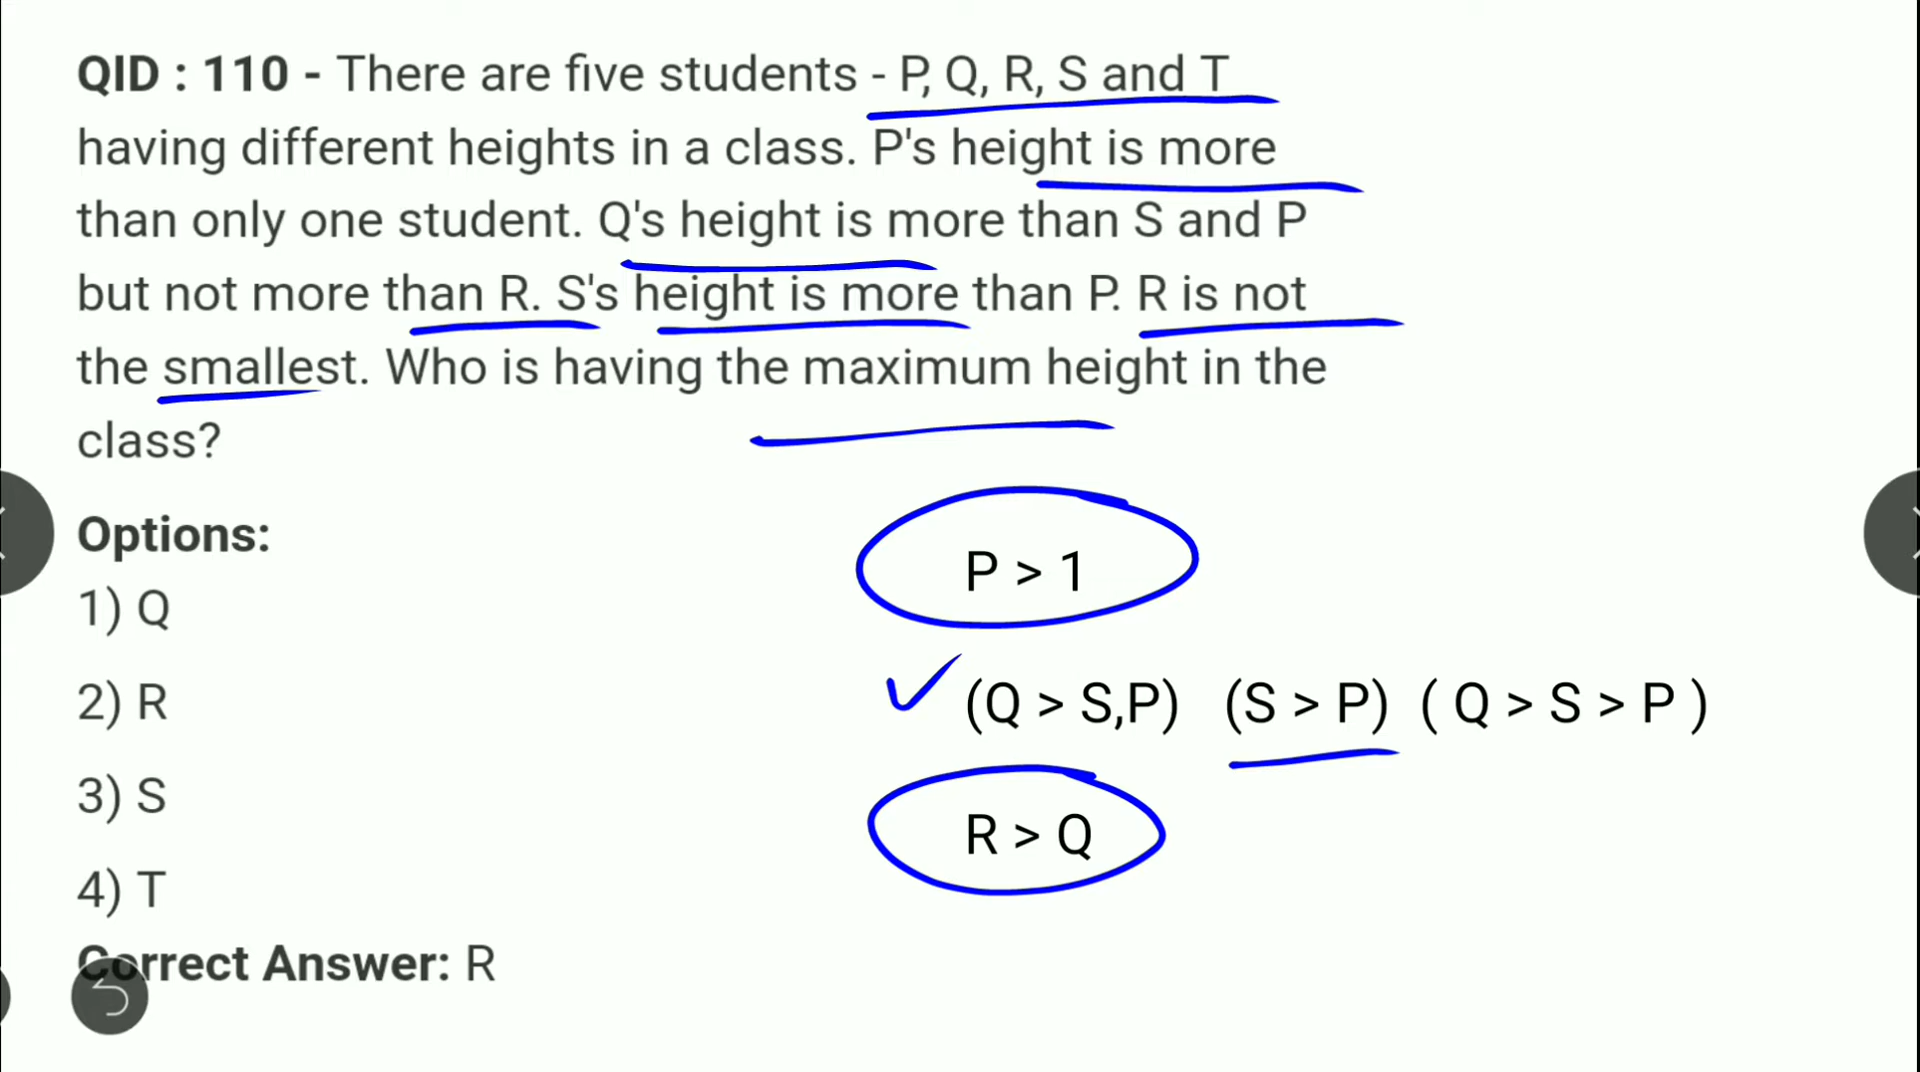 QID : 110 - There are five students - P, Q, R, S and T
having different heights in a class. P's height is more
than only one student. Q's height is more than S and P
but not more than R. S's height is more than P. R is not
the smallest. Who is having the maximum height in the
class?
Options:
1) Q
2) R
3) S
4) T
Correct Answer: R
P > 1
(Q > S,P) (S > P) ( Q > S > P )
R > Q